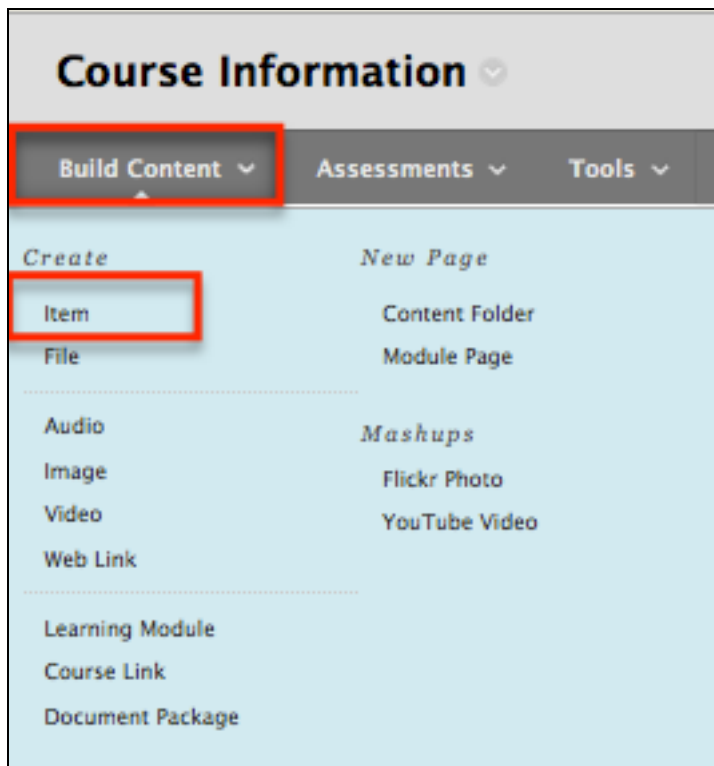 Course Information
Build Content
Assessments
Tools
Create
Item
File
Audio
Image
Video
Web Link
Learning Module
Course Link
Document Package
New Page
Content Folder
Module Page
Mashups
Flickr Photo
YouTube Video